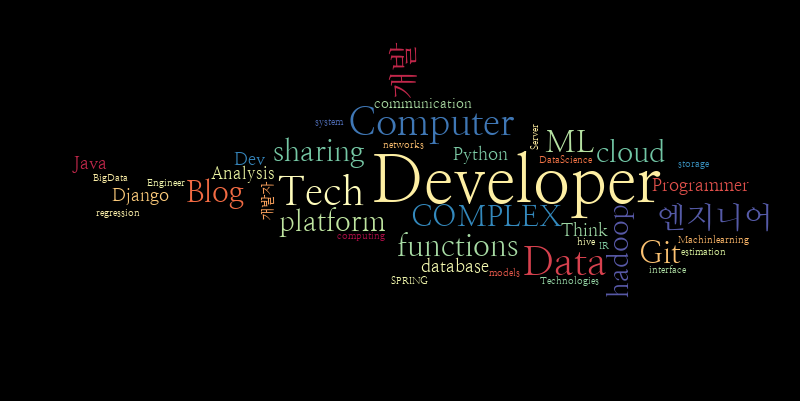 개발
communication
system
Computer
networks
Server
ML
sharing
Python
DataScience
cloud
storage
Dev.
Java
BigData
Analysis
Engineer
Django
Blog
개발자
Tech
Developer
Programmer
regression
platform
COMPLEX
엔지니어
computing
Think
hadoop
functions
hive
IR
Git
Machinlearning
estimation
database
models
Data
interface
SPRING
Technologies